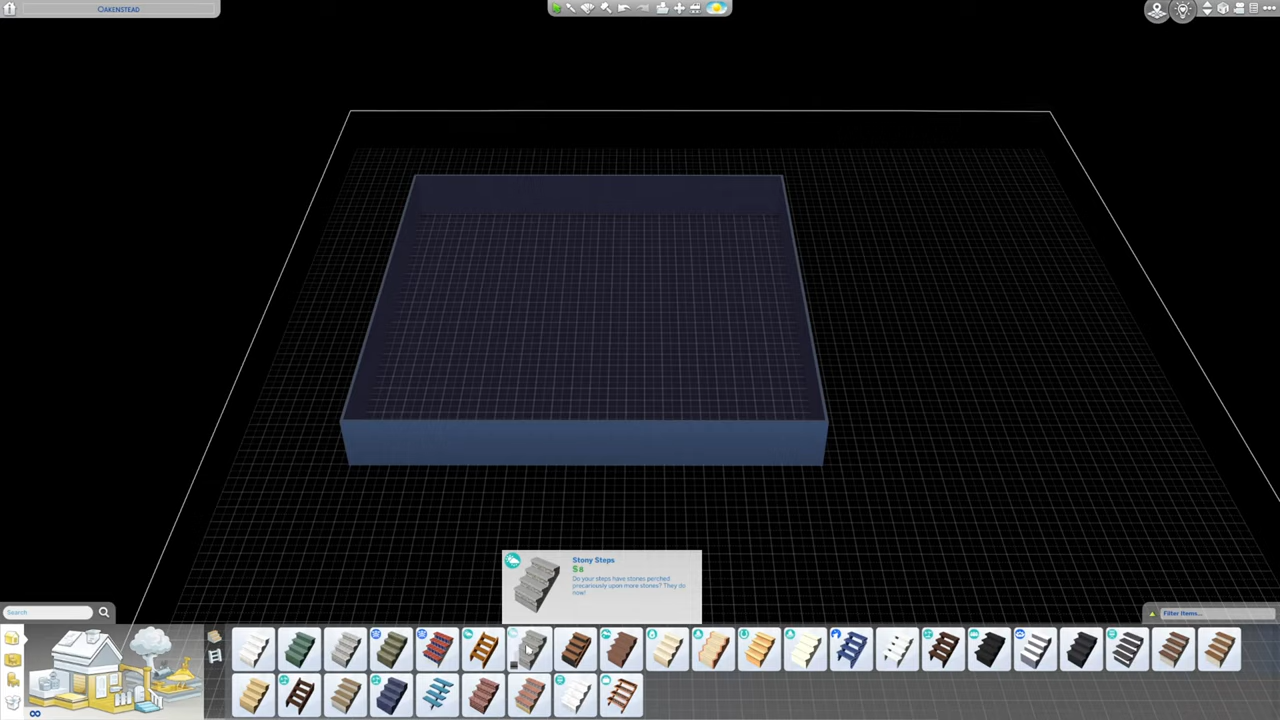 OAKENSTEAD
Stony Steps
§8
Do your steps have stones perched
precariously upon more stones? They do
now!
Search
Filter Items...